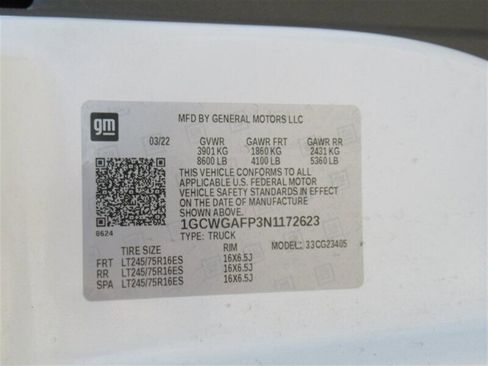 gm
MFD BY GENERAL MOTORS LLC
03/22 GVWR GAWR FRT GAWR RR
3901 KG 1860 KG 2431 KG
8600 LB 4100 LB 5360 LB
THIS VEHICLE CONFORMS TO ALL
APPLICABLE U.S. FEDERAL MOTOR
VEHICLE SAFETY STANDARDS IN EFFECT
ON THE DATE OF MANUFACTURE
SHOWN ABOVE.
1GCWGAFP3N1172623
8624
TYPE: TRUCK
MODEL: 33CG23405
TIRE SIZE RIM
FRT LT245/75R16ES 16X6.5J
RR LT245/75R16ES 16X6.5J
SPA LT245/75R16ES 16X6.5J